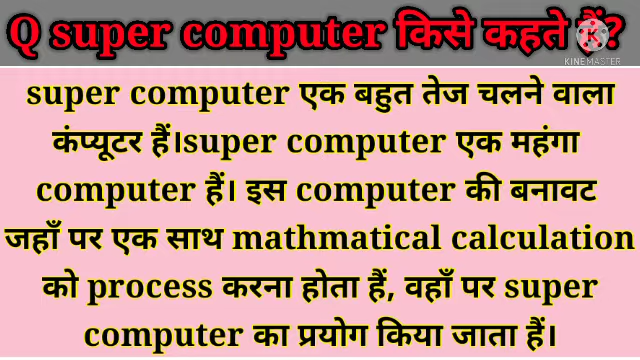 Q super computer किसे कहते हैं?
KINEMASTER
super computer एक बहुत तेज चलने वाला
कंप्यूटर हैं।super computer एक महंगा
computer हैं। इस computer की बनावट
जहाँ पर एक साथ mathmatical calculation
को process करना होता हैं, वहाँ पर super
computer का प्रयोग किया जाता हैं।